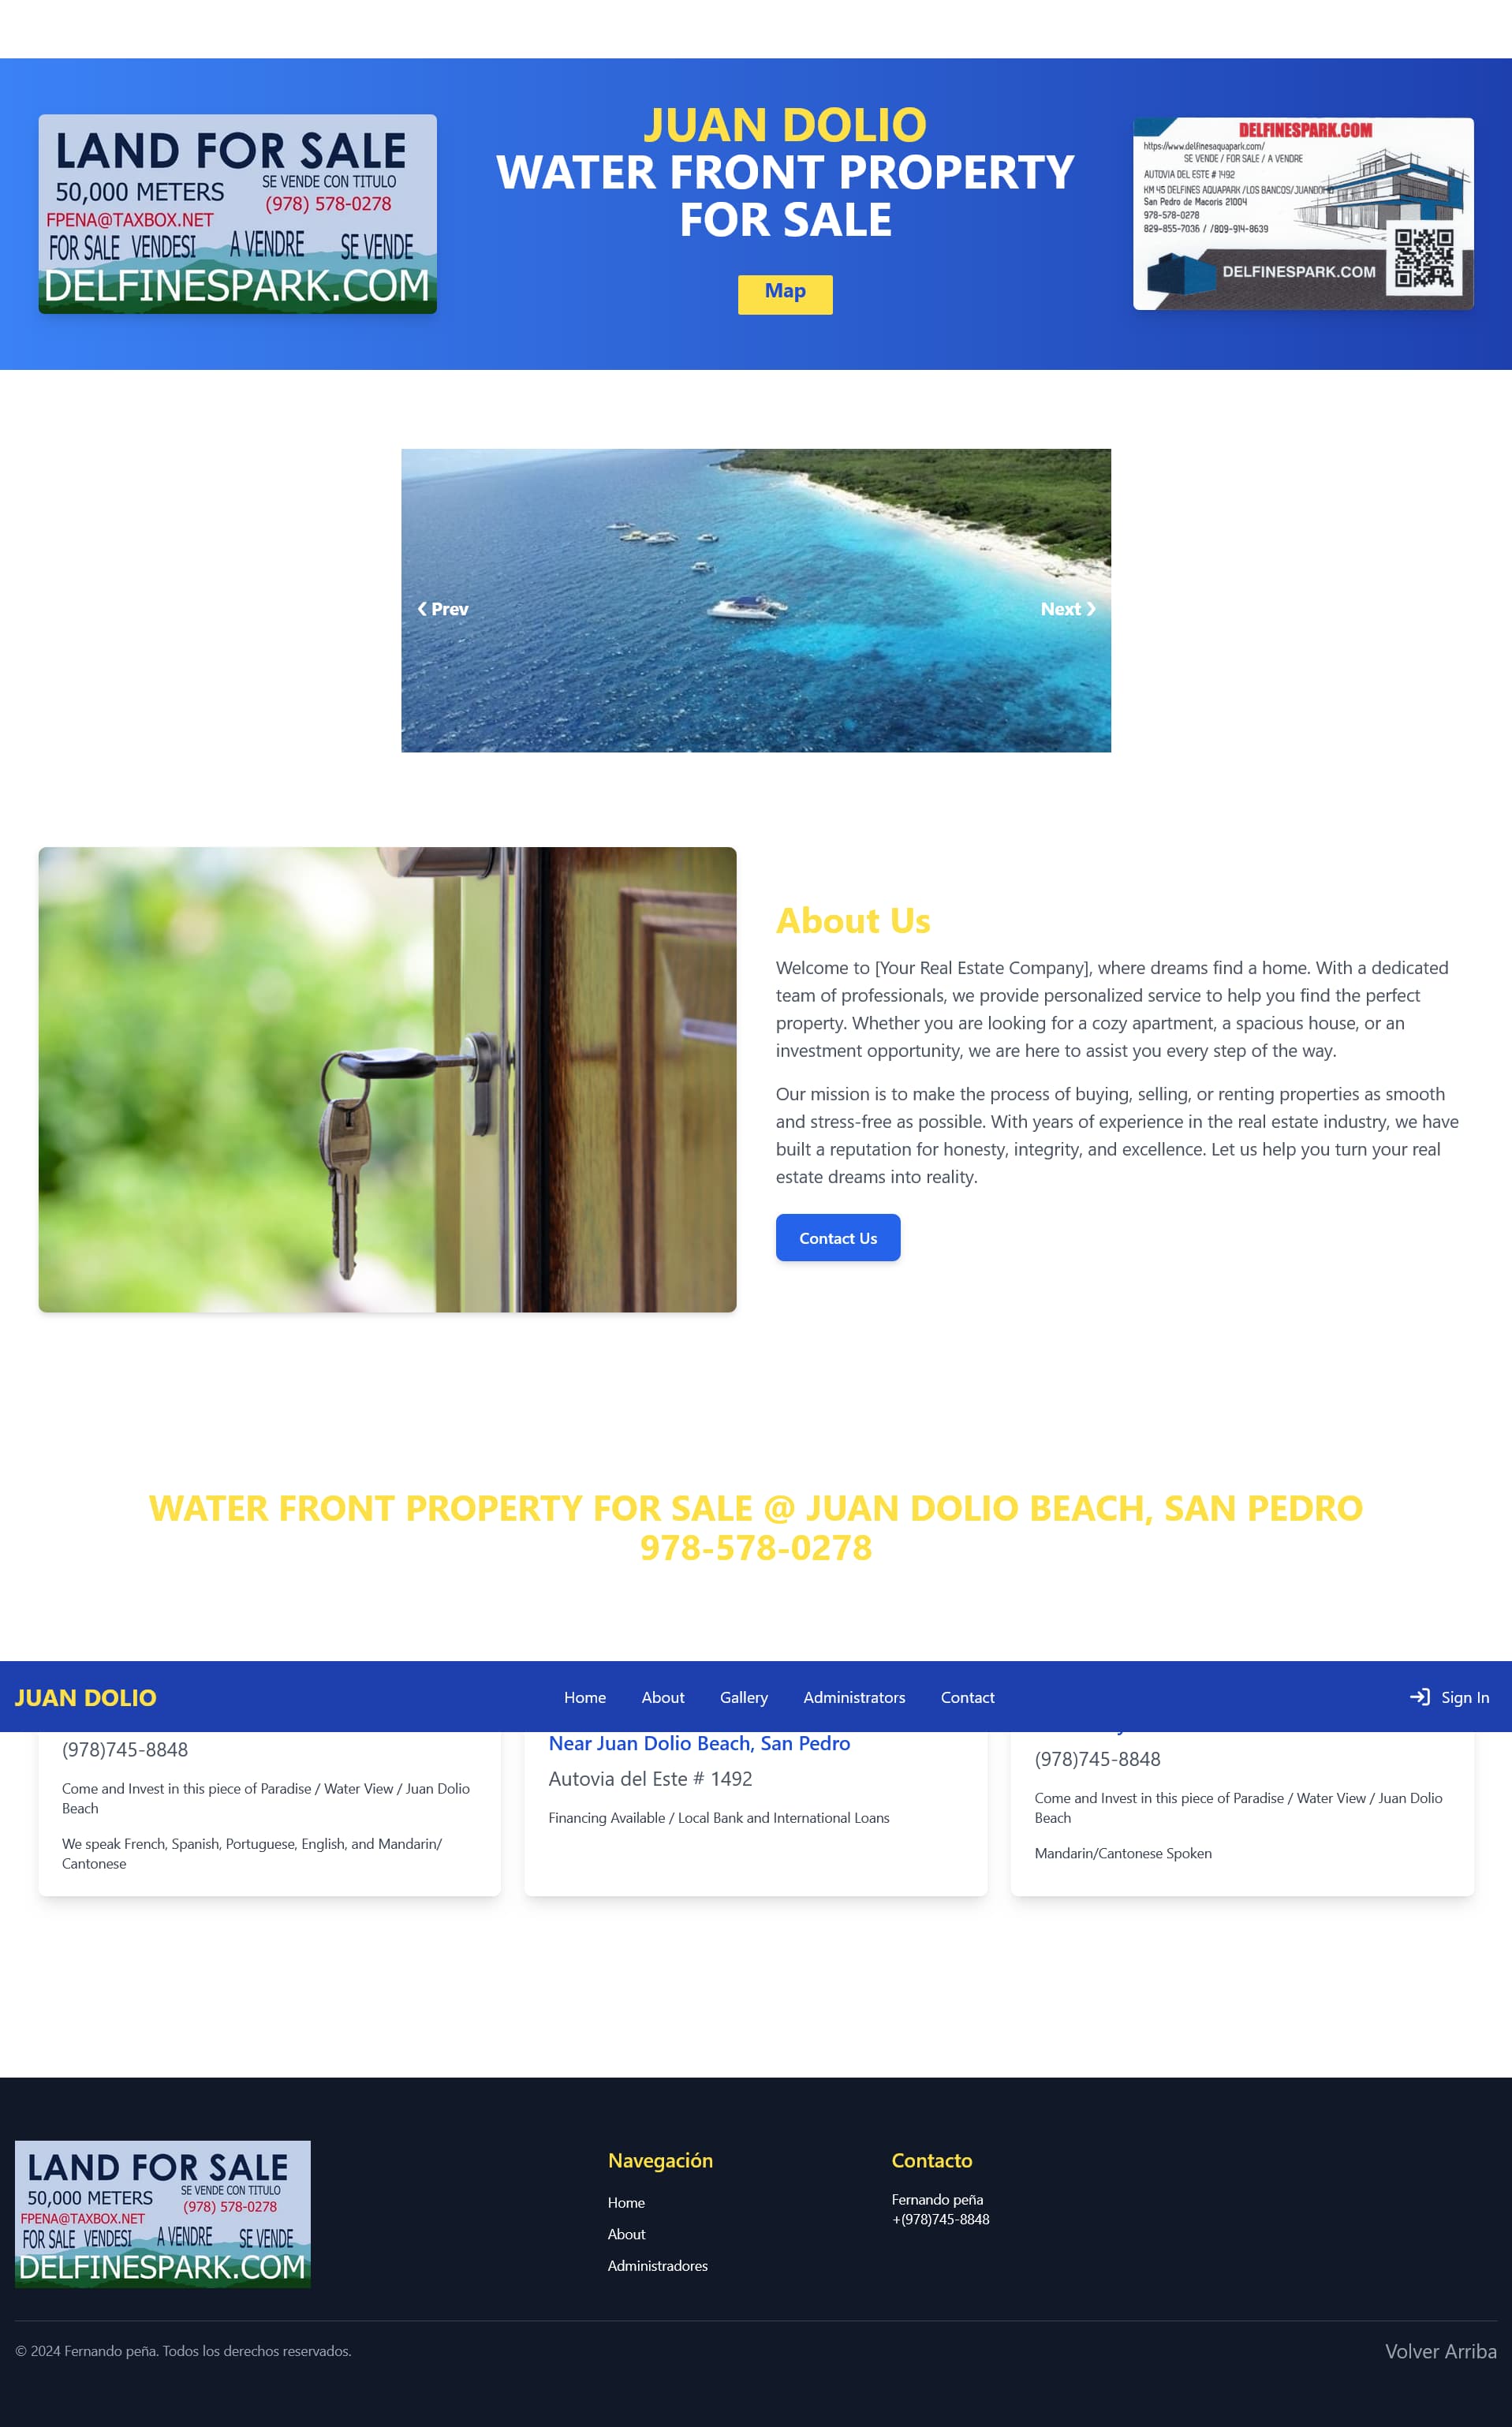 LAND FOR SALE
50,000 METERS
SE VENDE CON TITULO
(978) 578-0278
FPENA@TAXBOX.NET
FOR SALE VENDESI A VENDRE SE VENDE
DELFINESPARK.COM
JUAN DOLIO
WATER FRONT PROPERTY
FOR SALE
Map
DELFINESPARK.COM
https://www.delfinesaquapark.com/
SE VENDE / FOR SALE / A VENDRE
AUTOVIA DEL ESTE # 1492
KM 45 DELFINES AQUAPARK /LOS BANCOS/JUANDOLIO
San Pedro de Macoris 21004
978-578-0278
829-855-7036 / /809-914-8639
DELFINESPARK.COM
❮ Prev
Next ❯
About Us
Welcome to [Your Real Estate Company], where dreams find a home. With a dedicated
team of professionals, we provide personalized service to help you find the perfect
property. Whether you are looking for a cozy apartment, a spacious house, or an
investment opportunity, we are here to assist you every step of the way.
Our mission is to make the process of buying, selling, or renting properties as smooth
and stress-free as possible. With years of experience in the real estate industry, we have
built a reputation for honesty, integrity, and excellence. Let us help you turn your real
estate dreams into reality.
Contact Us
WATER FRONT PROPERTY FOR SALE @ JUAN DOLIO BEACH, SAN PEDRO
978-578-0278
JUAN DOLIO
Home
About
Gallery
Administrators
Contact
Sign In
(978)745-8848
Come and Invest in this piece of Paradise / Water View / Juan Dolio
Beach
We speak French, Spanish, Portuguese, English, and Mandarin/
Cantonese
Near Juan Dolio Beach, San Pedro
Autovia del Este # 1492
Financing Available / Local Bank and International Loans
(978)745-8848
Come and Invest in this piece of Paradise / Water View / Juan Dolio
Beach
Mandarin/Cantonese Spoken
LAND FOR SALE
50,000 METERS
SE VENDE CON TITULO
(978) 578-0278
FPENA@TAXBOX.NET
FOR SALE VENDESI A VENDRE SE VENDE
DELFINESPARK.COM
Navegación
Home
About
Administradores
Contacto
Fernando peña
+(978)745-8848
© 2024 Fernando peña. Todos los derechos reservados.
Volver Arriba